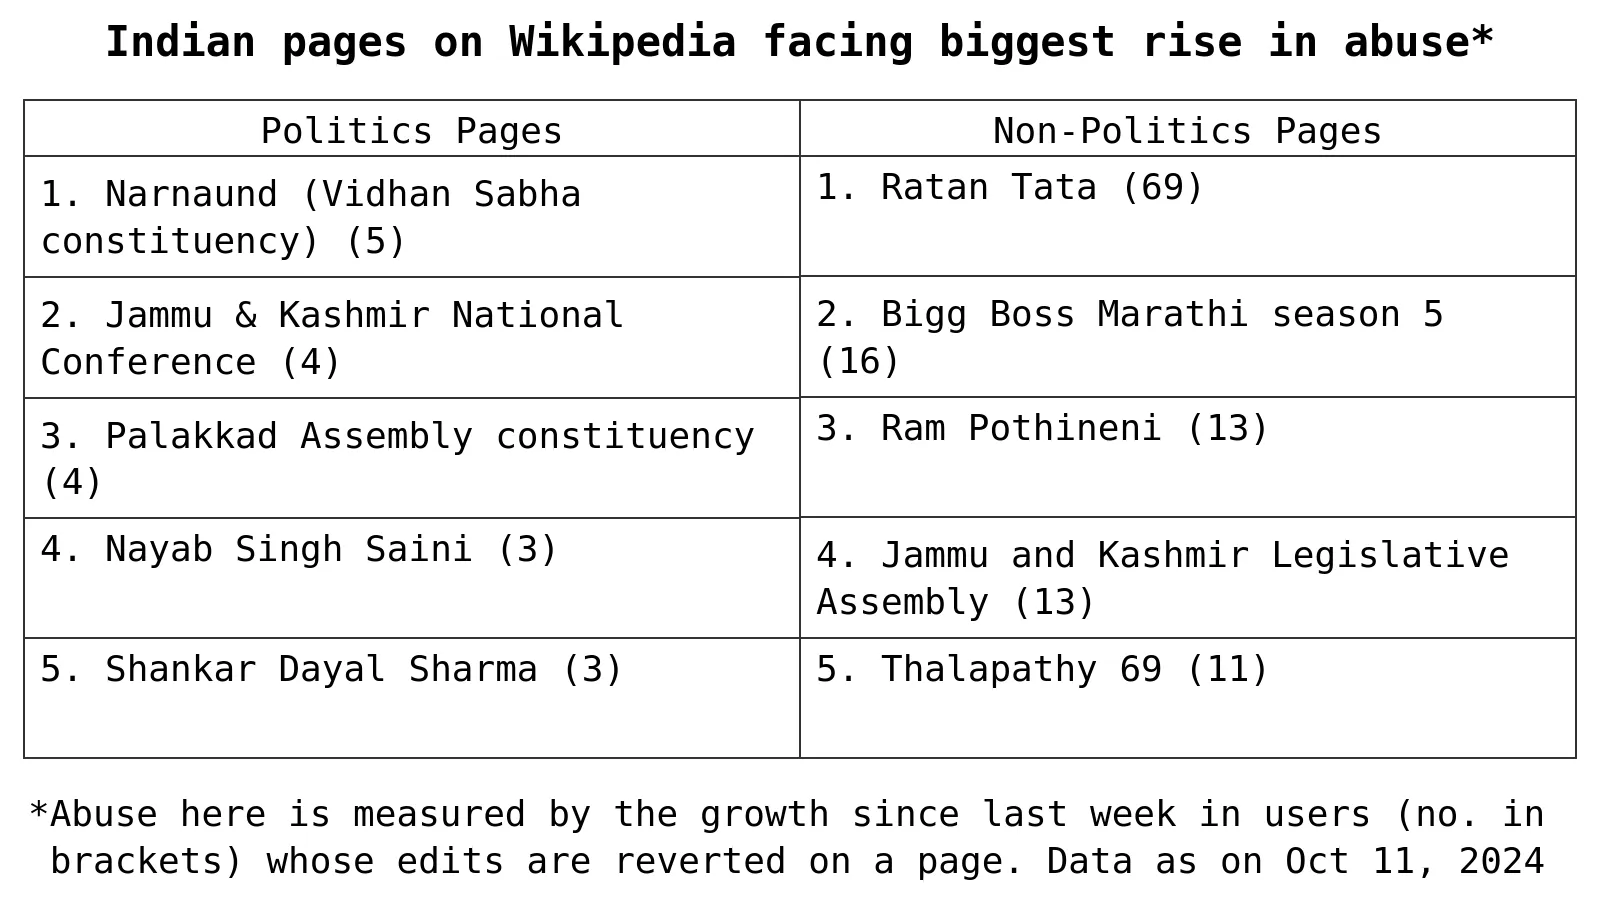 Indian pages on Wikipedia facing biggest rise in abuse*
Politics Pages
Non-Politics Pages
1. Narnaund (Vidhan Sabha
constituency) (5)
1. Ratan Tata (69)
2. Jammu & Kashmir National
Conference (4)
2. Bigg Boss Marathi season 5
(16)
3. Palakkad Assembly constituency
(4)
3. Ram Pothineni (13)
4. Nayab Singh Saini (3)
4. Jammu and Kashmir Legislative
Assembly (13)
5. Shankar Dayal Sharma (3)
5. Thalapathy 69 (11)
*Abuse here is measured by the growth since last week in users (no. in
brackets) whose edits are reverted on a page. Data as on Oct 11, 2024